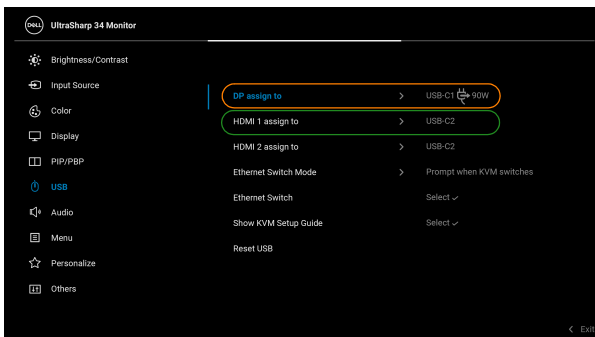 DELL UltraSharp 34 Monitor
Brightness/Contrast
Input Source
Color
Display
PIP/PBP
USB
Audio
Menu
Personalize
Others
DP assign to > USB-C1 90W
HDMI 1 assign to > USB-C2
HDMI 2 assign to > USB-C2
Ethernet Switch Mode > Prompt when KVM switches
Ethernet Switch Select ✓
Show KVM Setup Guide Select ✓
Reset USB
< Exit